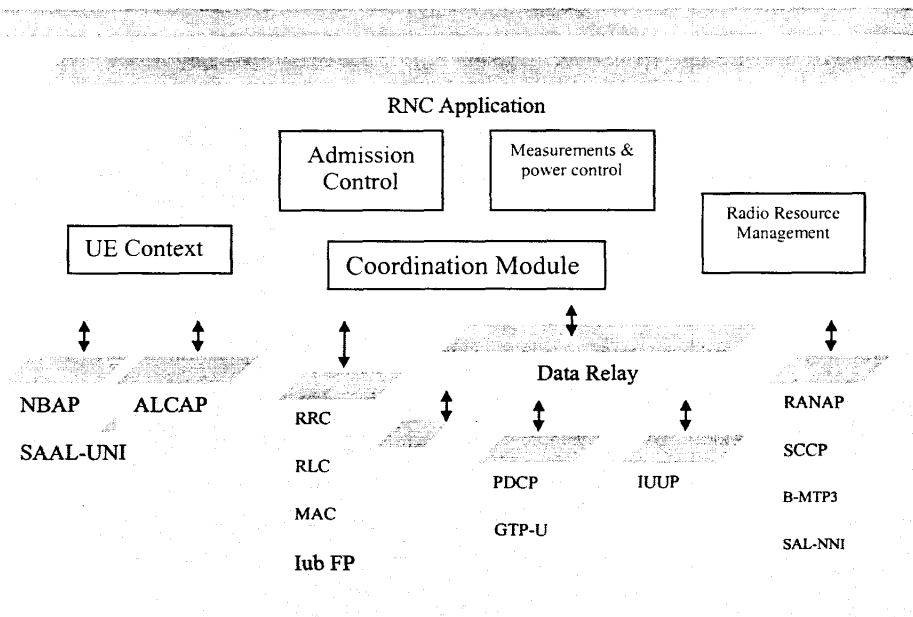 RNC Application
Admission
Control
Measurements &
power control
Radio Resource
Management
UE Context
Coordination Module
Data Relay
NBAP
ALCAP
SAAL-UNI
RRC
RLC
MAC
Iub FP
PDCP
GTP-U
IUUP
RANAP
SCCP
B-MTP3
SAL-NNI